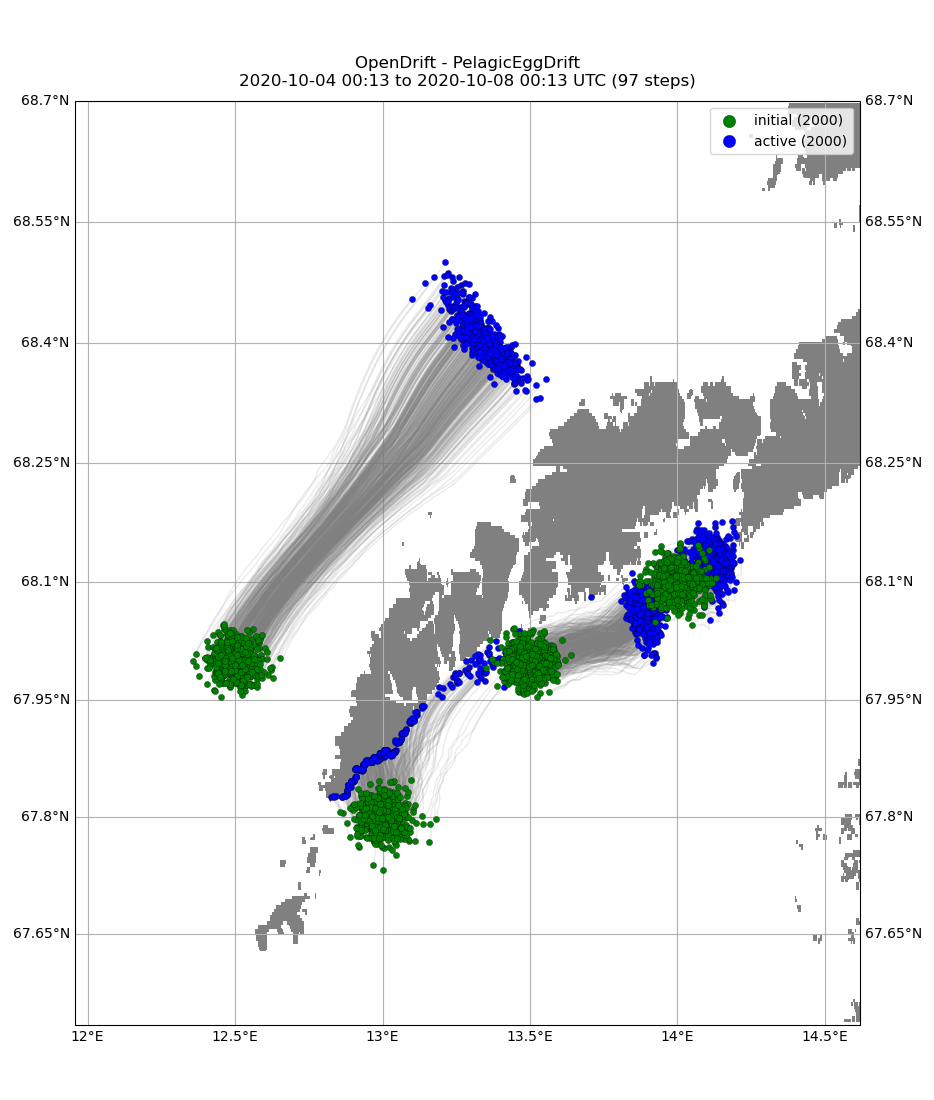 OpenDrift - PelagicEggDrift
2020-10-04 00:13 to 2020-10-08 00:13 UTC (97 steps)
68.7°N 68.7°N
initial (2000)
active (2000)
68.55°N 68.55°N
68.4°N 68.4°N
68.25°N 68.25°N
68.1°N 68.1°N
67.95°N 67.95°N
67.8°N 67.8°N
67.65°N 67.65°N
12°E 12.5°E 13°E 13.5°E 14°E 14.5°E